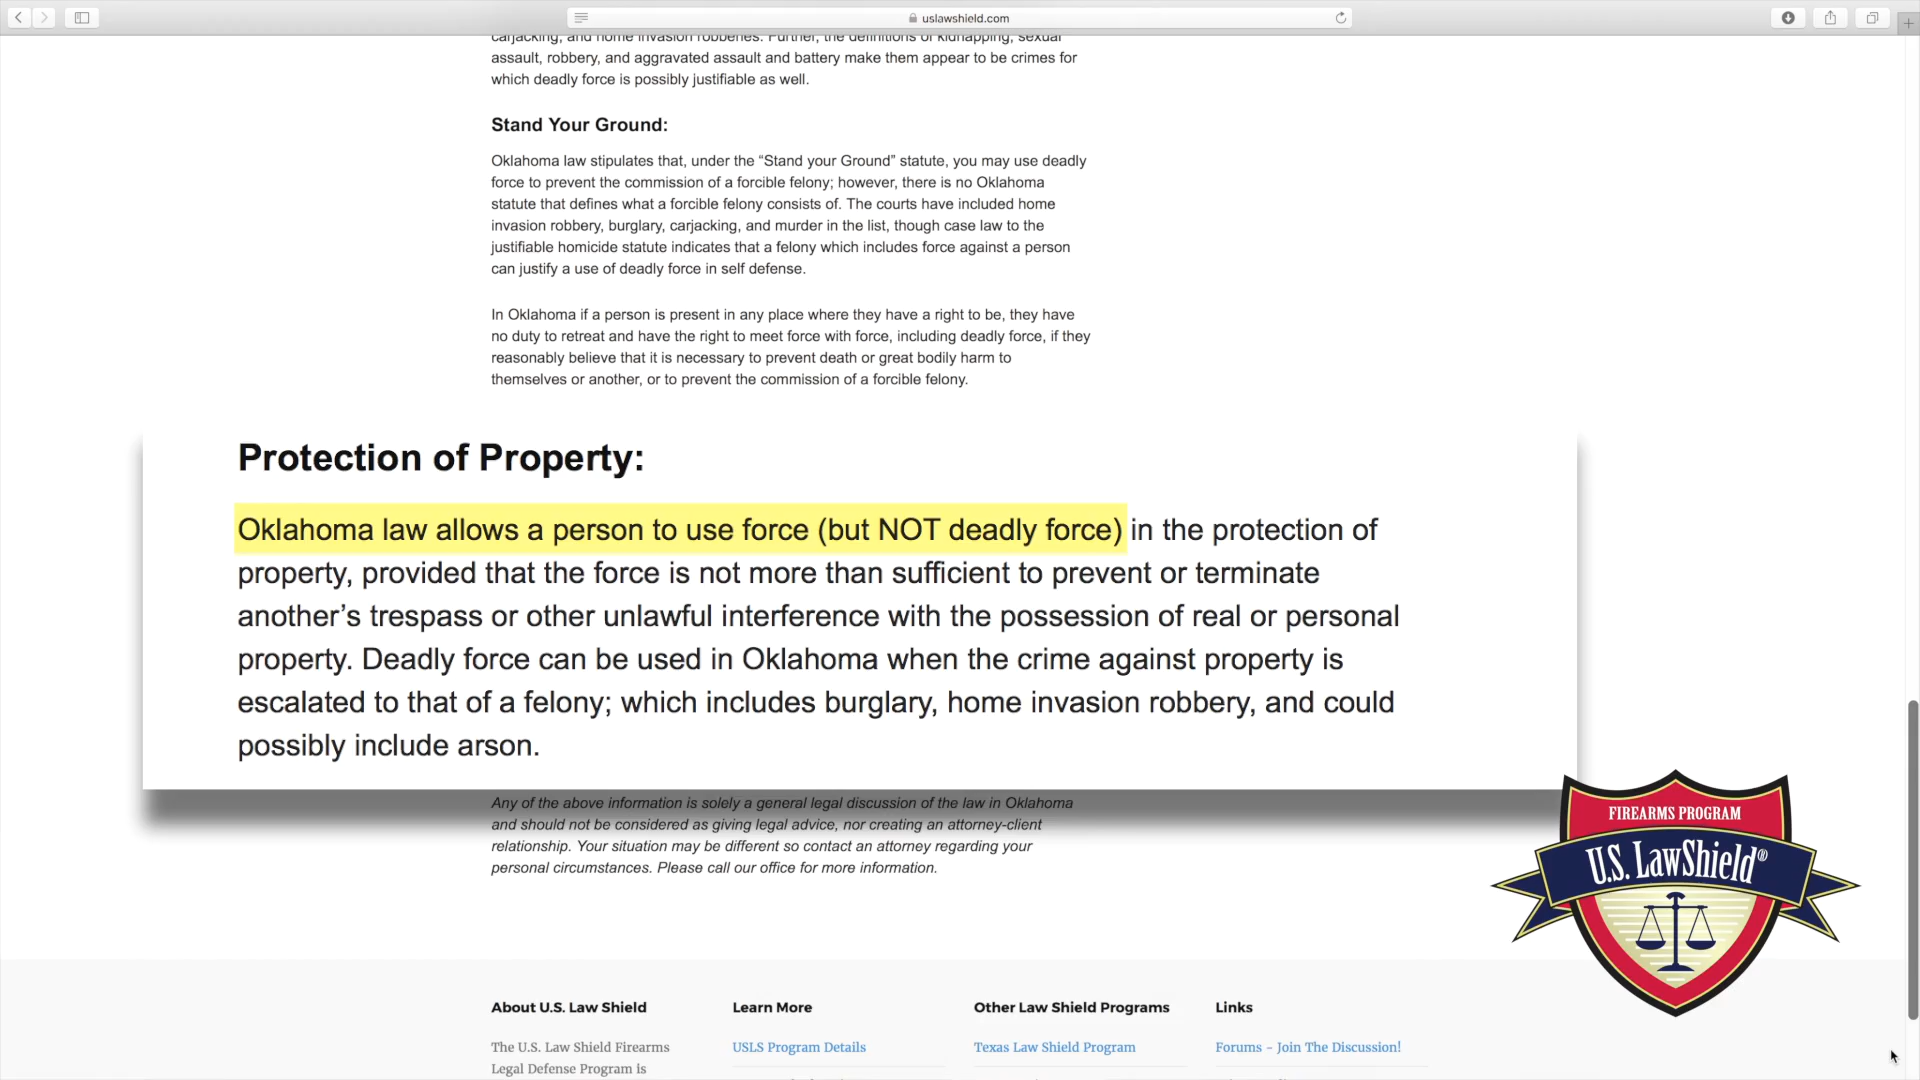 uslawshield.com
carjacking, and home invasion robberies. Further, the definitions of kidnapping, sexual
assault, robbery, and aggravated assault and battery make them appear to be crimes for
which deadly force is possibly justifiable as well.
Stand Your Ground:
Oklahoma law stipulates that, under the “Stand your Ground” statute, you may use deadly
force to prevent the commission of a forcible felony; however, there is no Oklahoma
statute that defines what a forcible felony consists of. The courts have included home
invasion robbery, burglary, carjacking, and murder in the list, though case law to the
justifiable homicide statute indicates that a felony which includes force against a person
can justify a use of deadly force in self defense.
In Oklahoma if a person is present in any place where they have a right to be, they have
no duty to retreat and have the right to meet force with force, including deadly force, if they
reasonably believe that it is necessary to prevent death or great bodily harm to
themselves or another, or to prevent the commission of a forcible felony.
Protection of Property:
Oklahoma law allows a person to use force (but NOT deadly force) in the protection of
property, provided that the force is not more than sufficient to prevent or terminate
another’s trespass or other unlawful interference with the possession of real or personal
property. Deadly force can be used in Oklahoma when the crime against property is
escalated to that of a felony; which includes burglary, home invasion robbery, and could
possibly include arson.
Any of the above information is solely a general legal discussion of the law in Oklahoma
and should not be considered as giving legal advice, nor creating an attorney-client
relationship. Your situation may be different so contact an attorney regarding your
personal circumstances. Please call our office for more information.
FIREARMS PROGRAM
U.S. LawShield®
About U.S. Law Shield
Learn More
Other Law Shield Programs
Links
The U.S. Law Shield Firearms
Legal Defense Program is
USLS Program Details
Texas Law Shield Program
Forums - Join The Discussion!